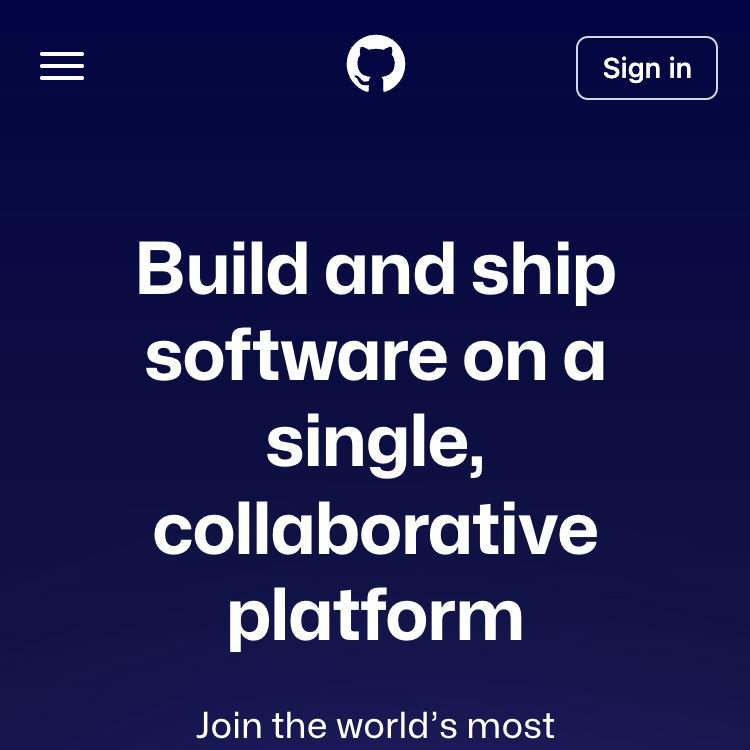 Sign in
Build and ship
software on a
single,
collaborative
platform
Join the world’s most